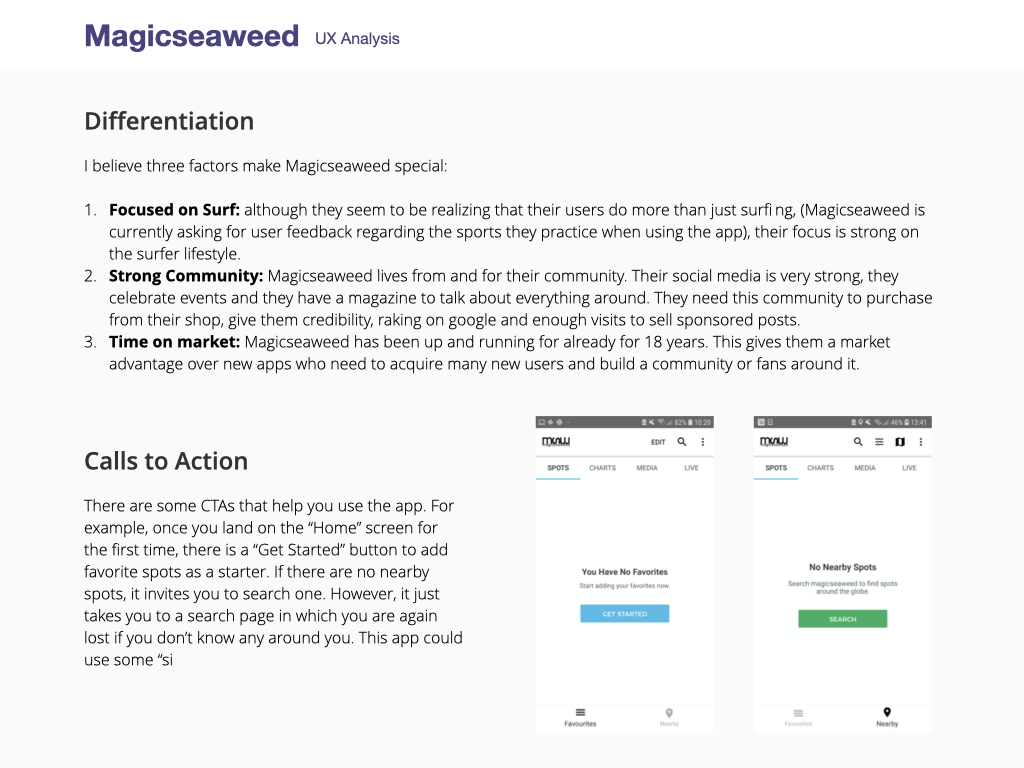 Magicseaweed UX Analysis
Differentiation
I believe three factors make Magicseaweed special:
1. Focused on Surf: although they seem to be realizing that their users do more than just surfing, (Magicseaweed is
currently asking for user feedback regarding the sports they practice when using the app), their focus is strong on
the surfer lifestyle.
2. Strong Community: Magicseaweed lives from and for their community. Their social media is very strong, they
celebrate events and they have a magazine to talk about everything around. They need this community to purchase
from their shop, give them credibility, raking on google and enough visits to sell sponsored posts.
3. Time on market: Magicseaweed has been up and running for already for 18 years. This gives them a market
advantage over new apps who need to acquire many new users and build a community or fans around it.
Calls to Action
There are some CTAs that help you use the app. For
example, once you land on the “Home” screen for
the first time, there is a “Get Started” button to add
favorite spots as a starter. If there are no nearby
spots, it invites you to search one. However, it just
takes you to a search page in which you are again
lost if you don’t know any around you. This app could
use some “si
82% 10:20
msw
EDIT
SPOTS CHARTS MEDIA LIVE
You Have No Favorites
Start adding your favorites now.
GET STARTED
Favourites Nearby
46% 13:41
msw
SPOTS CHARTS MEDIA LIVE
No Nearby Spots
Search magicseaweed to find spots
around the globe.
SEARCH
Favourites Nearby